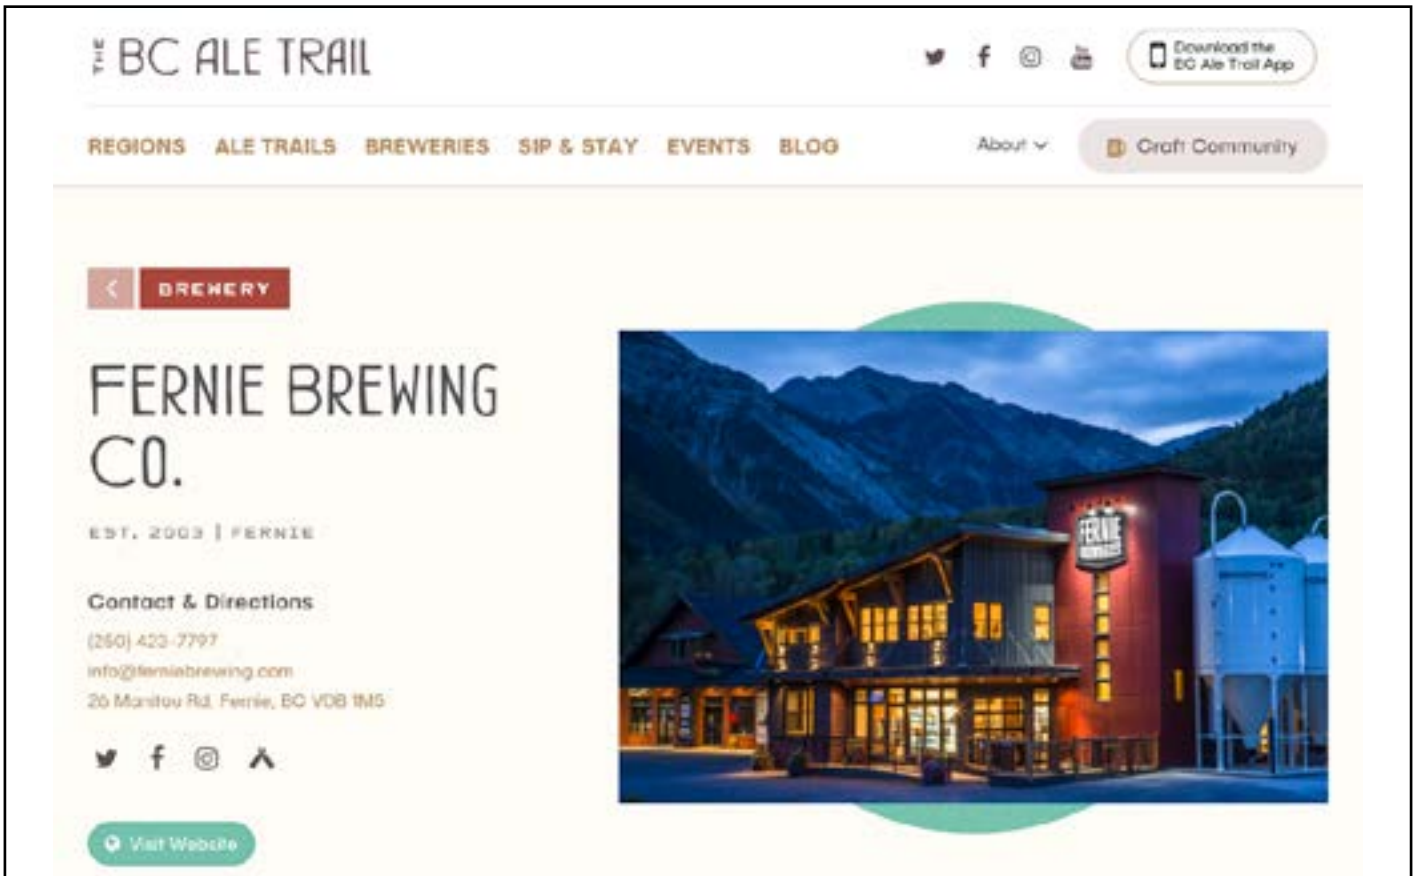 THE BC ALE TRAIL
Download the
BC Ale Trail App
REGIONS ALE TRAILS BREWERIES SIP & STAY EVENTS BLOG About Craft Community
BREWERY
FERNIE BREWING
CO.
EST. 2003 | FERNIE
Contact & Directions
(250) 423-7797
info@ferniebrewing.com
26 Manitou Rd, Fernie, BC V0B 1M5
Visit Website
FERNIE